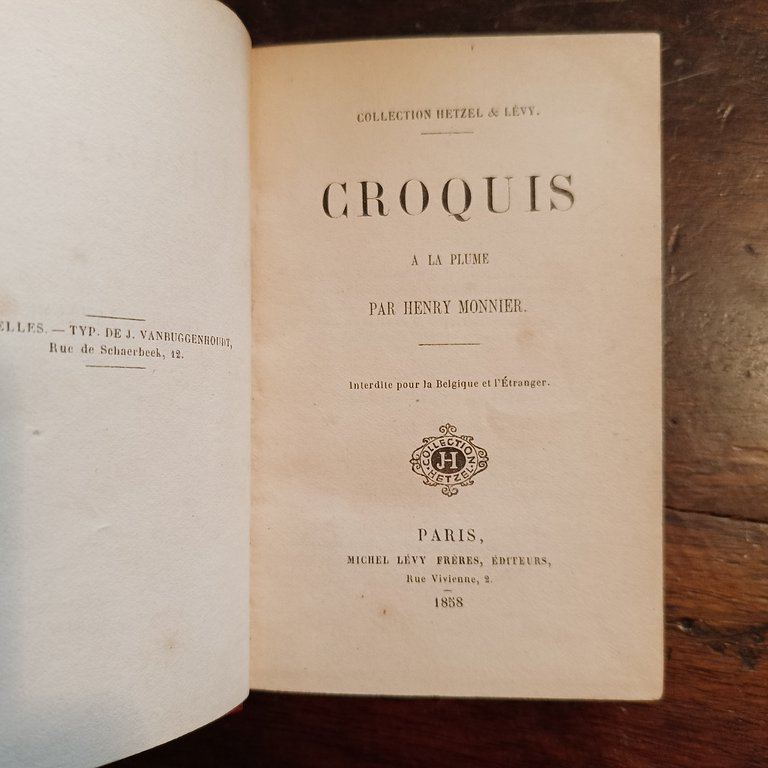 ELLES. — TYP. DE J. VANBUGGENHOUDT,
Rue de Schaerbeek, 12.
COLLECTION HETZEL & LÉVY.
CROQUIS
A LA PLUME
PAR HENRY MONNIER.
Interdite pour la Belgique et l'Étranger.
COLLECTION
JH
HETZEL
PARIS,
MICHEL LÉVY FRÈRES, ÉDITEURS,
Rue Vivienne, 2.
1858